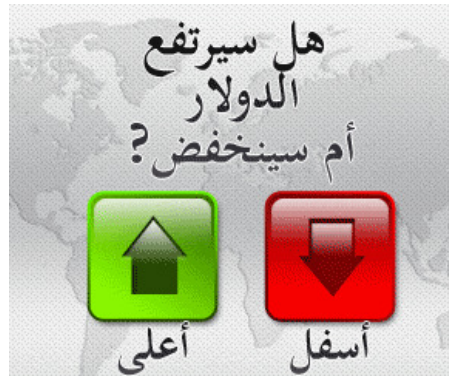 هل سيرتفع
الدولار
أم سينخفض?
أسفل
أعلى